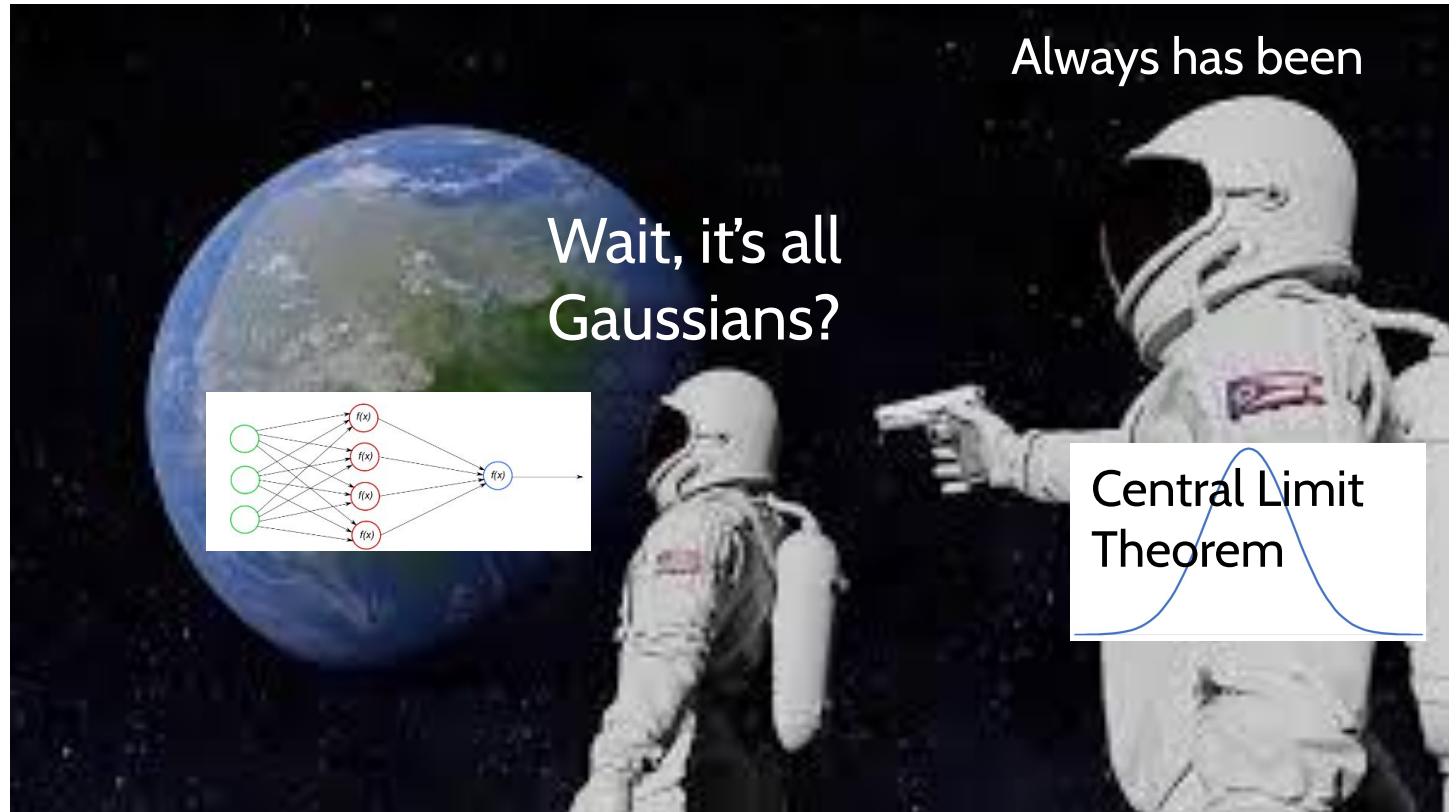 Always has been
Wait, it's all
Gaussians?
f(x)
f(x)
f(x)
f(x)
f(x)
Central Limit
Theorem